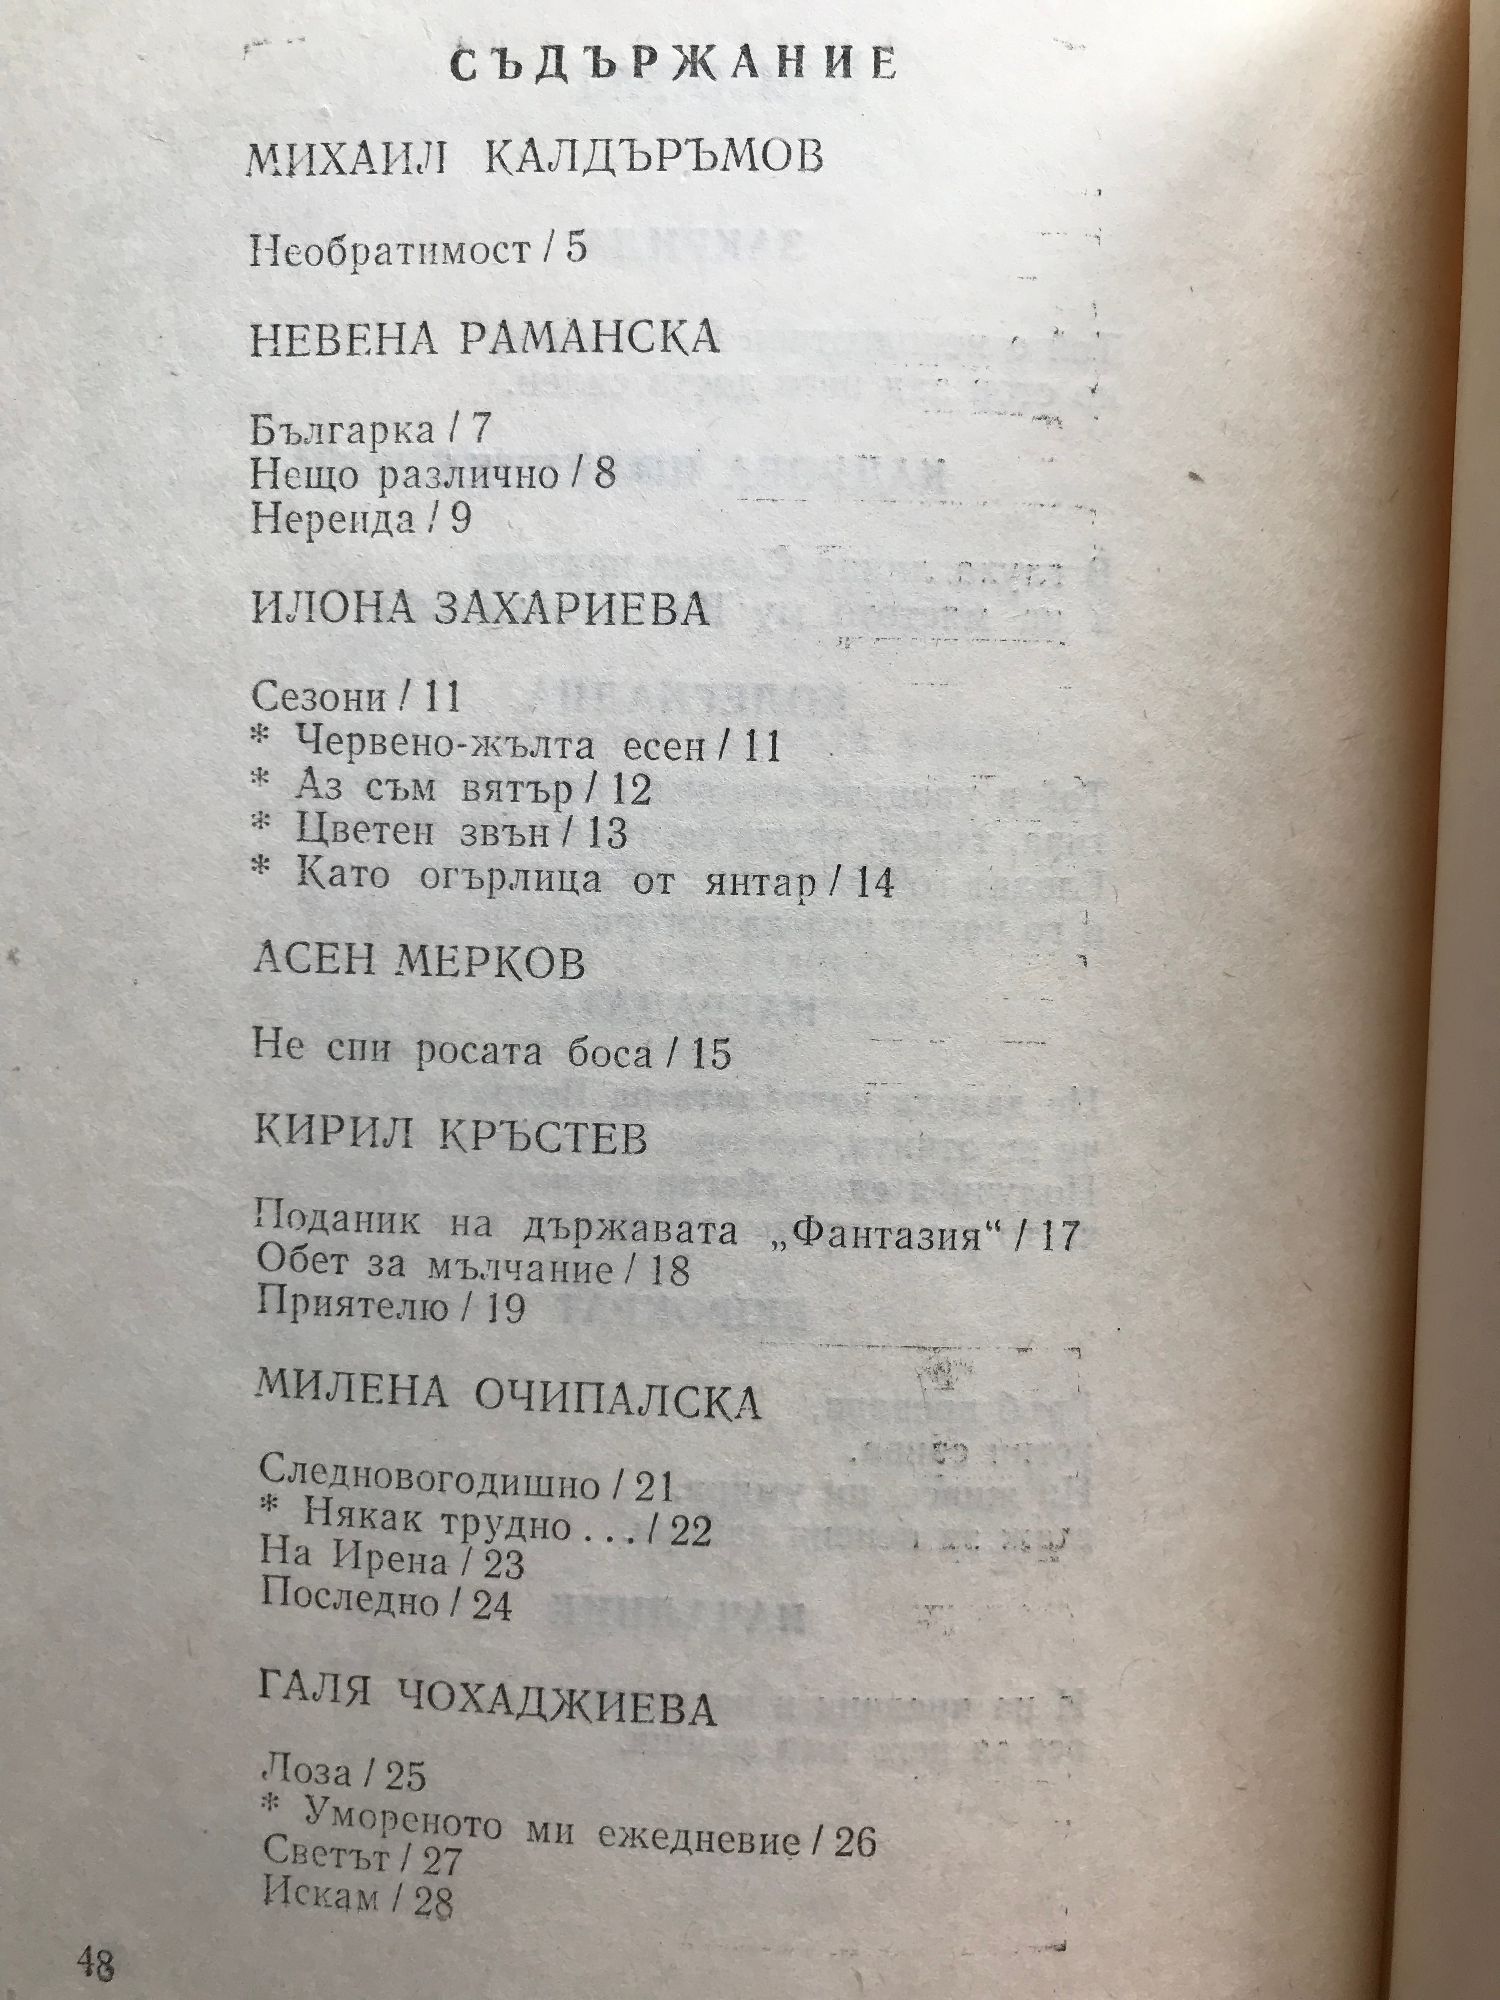 СЪДЪРЖАНИЕ
МИХАИЛ КАЛДЪРЪМОВ
Необратимост / 5
НЕВЕНА РАМАНСКА
Българка / 7
Нещо различно / 8
Нереида / 9
ИЛОНА ЗАХАРИЕВА
Сезони / 11
* Червено-жълта есен / 11
* Аз съм вятър / 12
* Цветен звън / 13
* Като огърлица от янтар / 14
АСЕН МЕРКОВ
Не спи росата боса / 15
КИРИЛ КРЪСТЕВ
Поданик на държавата „Фантазия“ / 17
Обет за мълчание / 18
Приятелю / 19
МИЛЕНА ОЧИПАЛСКА
Следновогодишно / 21
* Някак трудно . . . / 22
На Ирена / 23
Последно / 24
ГАЛЯ ЧОХАДЖИЕВА
Лоза / 25
* Умореното ми ежедневие / 26
Светът / 27
Искам / 28
48